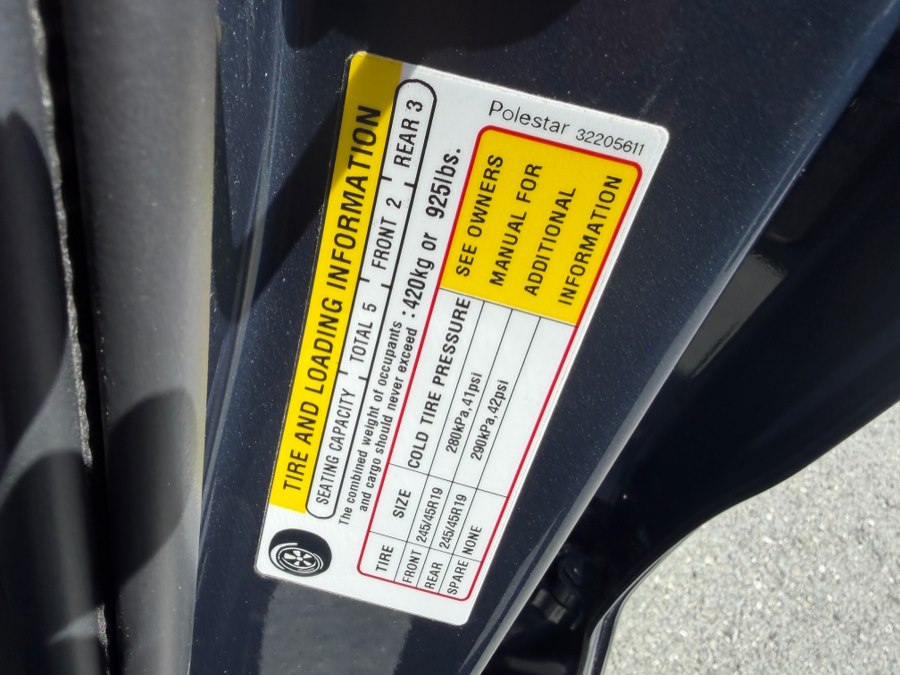 TIRE AND LOADING INFORMATION
SEATING CAPACITY TOTAL 5 FRONT 2 REAR 3
The combined weight of occupants
and cargo should never exceed : 420kg or 925lbs.
TIRE SIZE COLD TIRE PRESSURE
FRONT 245/45R19 280kPa,41psi
REAR 245/45R19 290kPa,42psi
SPARE NONE
SEE OWNERS
MANUAL FOR
ADDITIONAL
INFORMATION
Polestar 32205611